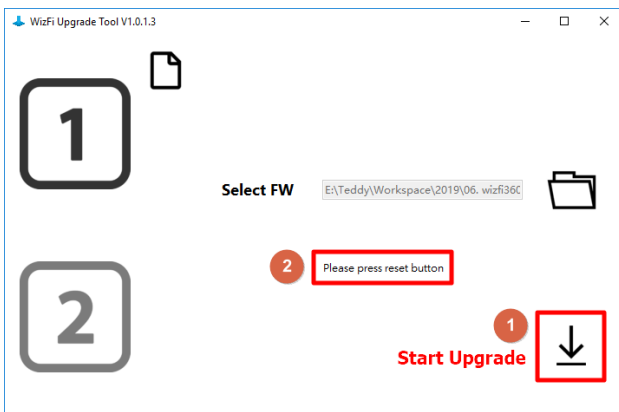 WizFi Upgrade Tool V1.0.1.3
1
Select FW
E:\Teddy\Workspace\2019\06. wizfi360
2
Please press reset button
2
1
Start Upgrade